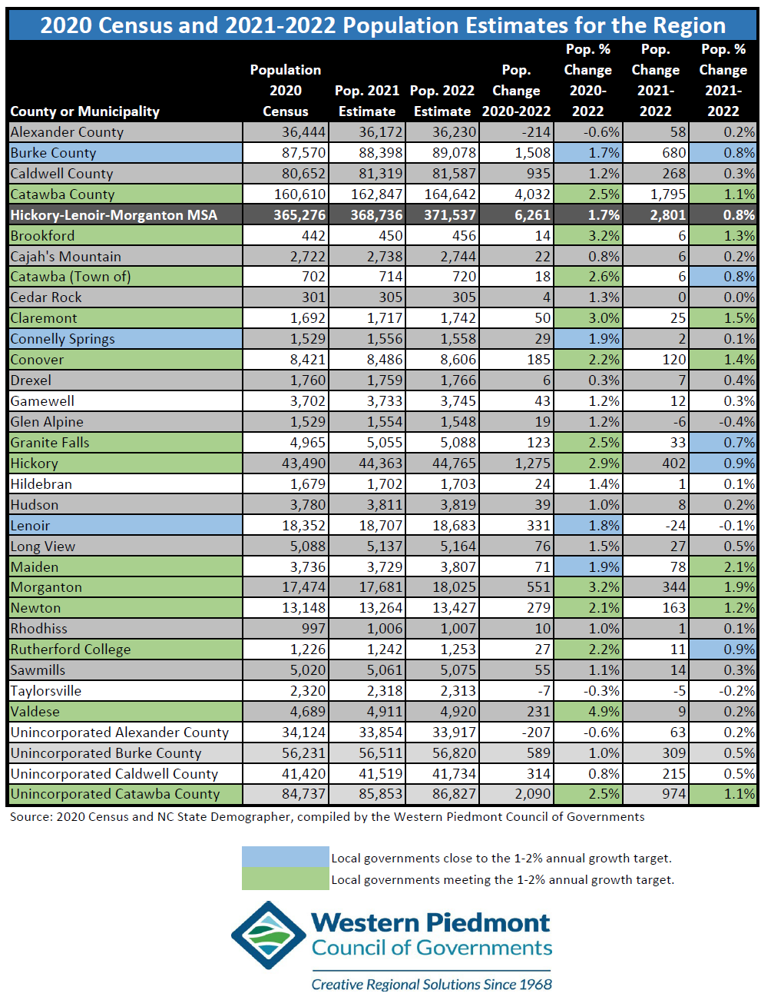 2020 Census and 2021-2022 Population Estimates for the Region
County or Municipality Population 2020 Census Pop. 2021 Estimate Pop. 2022 Estimate Pop. Change 2020-2022 Pop. % Change 2020-2022 Pop. Change 2021-2022 Pop. % Change 2021-2022
Alexander County 36,444 36,172 36,230 -214 -0.6% 58 0.2%
Burke County 87,570 88,398 89,078 1,508 1.7% 680 0.8%
Caldwell County 80,652 81,319 81,587 935 1.2% 268 0.3%
Catawba County 160,610 162,847 164,642 4,032 2.5% 1,795 1.1%
Hickory-Lenoir-Morganton MSA 365,276 368,736 371,537 6,261 1.7% 2,801 0.8%
Brookford 442 450 456 14 3.2% 6 1.3%
Cajah's Mountain 2,722 2,738 2,744 22 0.8% 6 0.2%
Catawba (Town of) 702 714 720 18 2.6% 6 0.8%
Cedar Rock 301 305 305 4 1.3% 0 0.0%
Claremont 1,692 1,717 1,742 50 3.0% 25 1.5%
Connelly Springs 1,529 1,556 1,558 29 1.9% 2 0.1%
Conover 8,421 8,486 8,606 185 2.2% 120 1.4%
Drexel 1,760 1,759 1,766 6 0.3% 7 0.4%
Gamewell 3,702 3,733 3,745 43 1.2% 12 0.3%
Glen Alpine 1,529 1,554 1,548 19 1.2% -6 -0.4%
Granite Falls 4,965 5,055 5,088 123 2.5% 33 0.7%
Hickory 43,490 44,363 44,765 1,275 2.9% 402 0.9%
Hildebran 1,679 1,702 1,703 24 1.4% 1 0.1%
Hudson 3,780 3,811 3,819 39 1.0% 8 0.2%
Lenoir 18,352 18,707 18,683 331 1.8% -24 -0.1%
Long View 5,088 5,137 5,164 76 1.5% 27 0.5%
Maiden 3,736 3,729 3,807 71 1.9% 78 2.1%
Morganton 17,474 17,681 18,025 551 3.2% 344 1.9%
Newton 13,148 13,264 13,427 279 2.1% 163 1.2%
Rhodhiss 997 1,006 1,007 10 1.0% 1 0.1%
Rutherford College 1,226 1,242 1,253 27 2.2% 11 0.9%
Sawmills 5,020 5,061 5,075 55 1.1% 14 0.3%
Taylorsville 2,320 2,318 2,313 -7 -0.3% -5 -0.2%
Valdese 4,689 4,911 4,920 231 4.9% 9 0.2%
Unincorporated Alexander County 34,124 33,854 33,917 -207 -0.6% 63 0.2%
Unincorporated Burke County 56,231 56,511 56,820 589 1.0% 309 0.5%
Unincorporated Caldwell County 41,420 41,519 41,734 314 0.8% 215 0.5%
Unincorporated Catawba County 84,737 85,853 86,827 2,090 2.5% 974 1.1%
Source: 2020 Census and NC State Demographer, compiled by the Western Piedmont Council of Governments
Local governments close to the 1-2% annual growth target.
Local governments meeting the 1-2% annual growth target.
Western Piedmont
Council of Governments
Creative Regional Solutions Since 1968